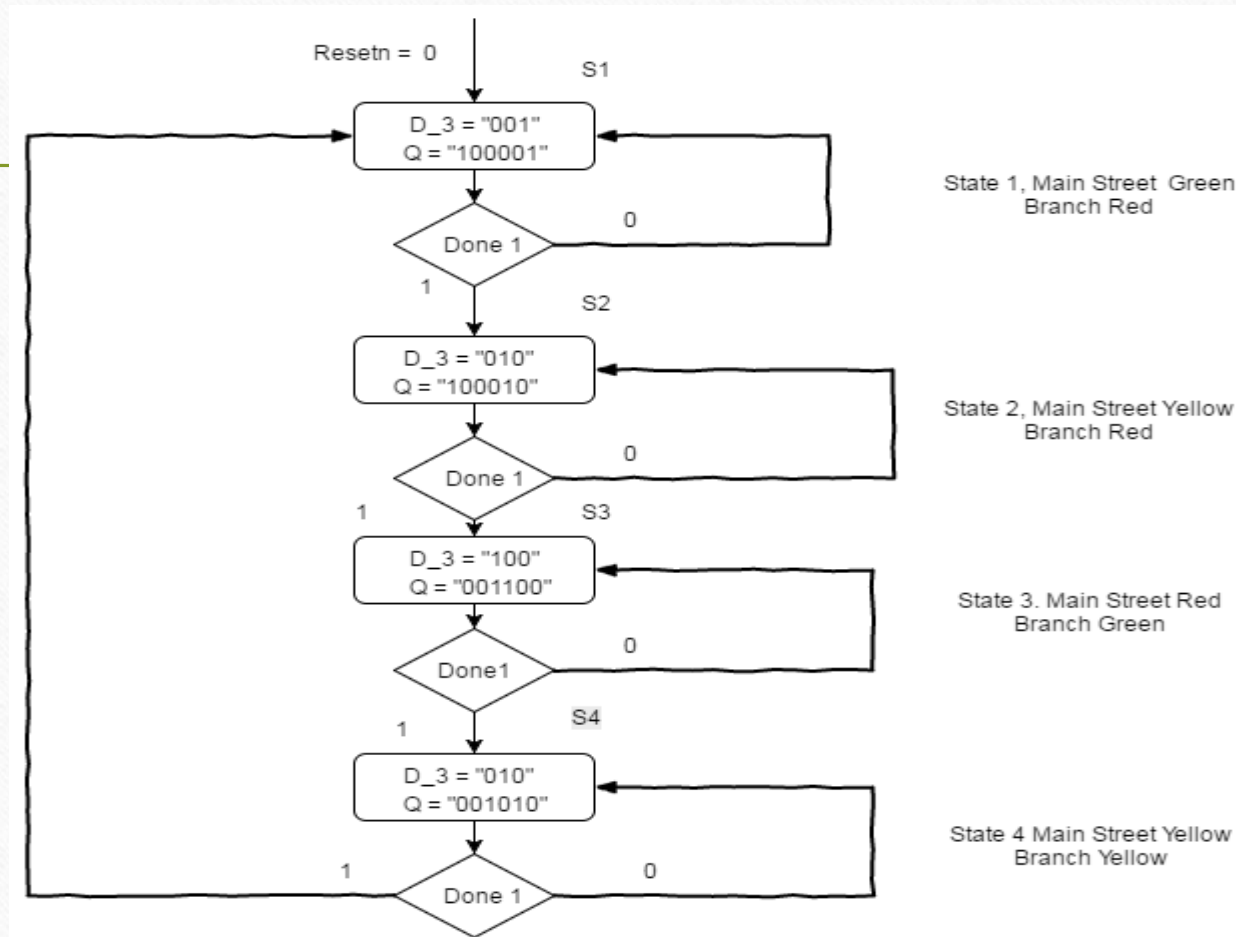 Resetn = 0
S1
D_3 = "001"
Q = "100001"
State 1, Main Street Green
Branch Red
Done 1
0
1
S2
D_3 = "010"
Q = "100010"
State 2, Main Street Yellow
Branch Red
Done 1
0
1
S3
D_3 = "100"
Q = "001100"
State 3. Main Street Red
Branch Green
Done1
0
1
S4
D_3 = "010"
Q = "001010"
State 4 Main Street Yellow
Branch Yellow
1
Done 1
0